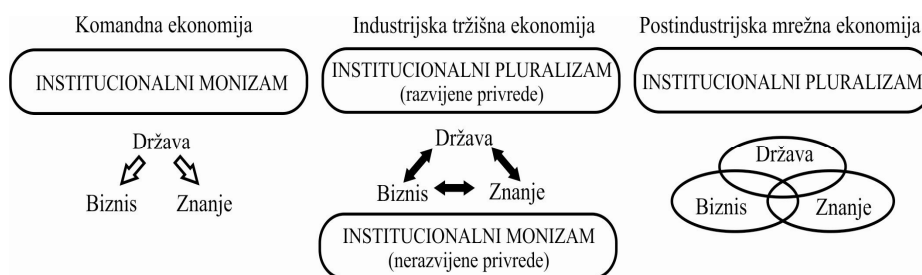 Komandna ekonomija
INSTITUCIONALNI MONIZAM
Država
Biznis Znanje
Industrijska tržišna ekonomija
INSTITUCIONALNI PLURALIZAM
(razvijene privrede)
Država
Biznis Znanje
INSTITUCIONALNI MONIZAM
(nerazvijene privrede)
Postindustrijska mrežna ekonomija
INSTITUCIONALNI PLURALIZAM
Država
Biznis Znanje